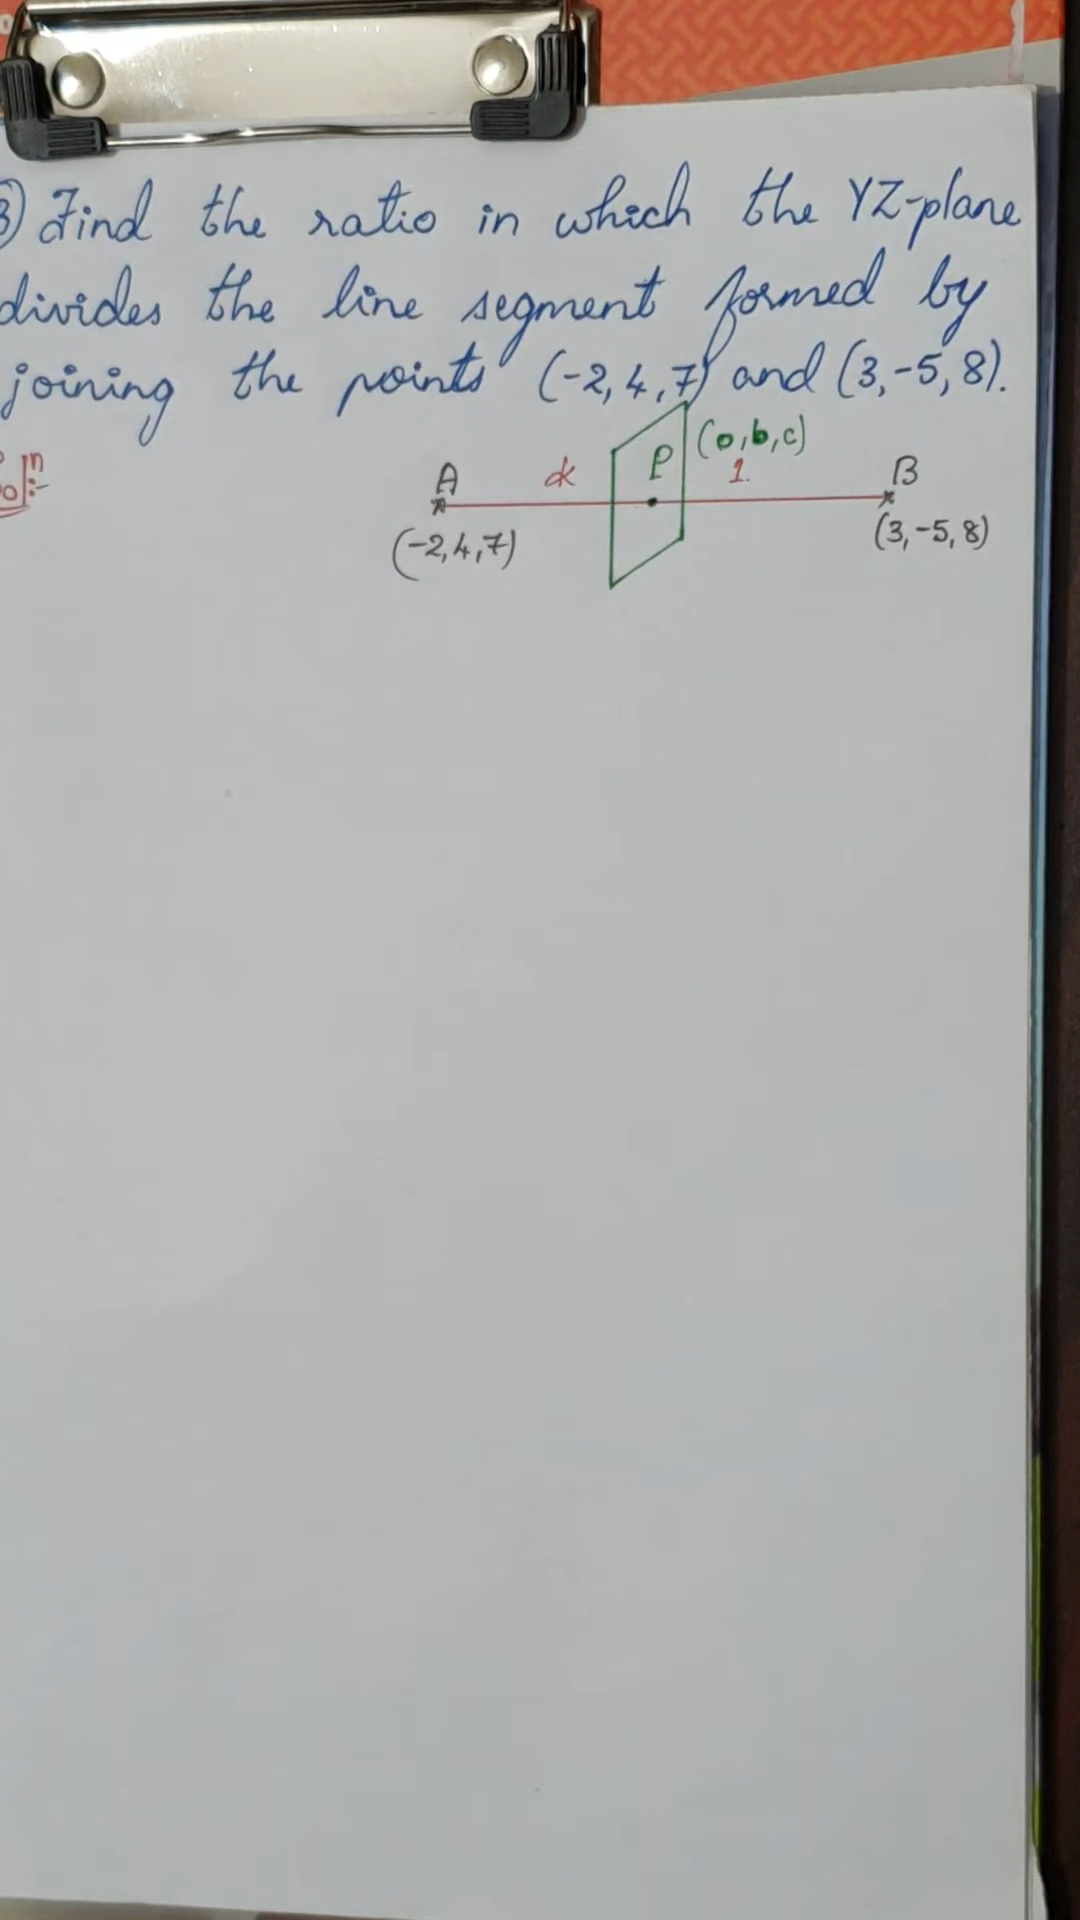 3) Find the ratio in which the YZ-plane
divides the line segment formed by
joining the points (-2,4,7) and (3,-5,8).
Solⁿ:-
A k P (0,b,c) 1. B
(-2,4,7) (3,-5,8)